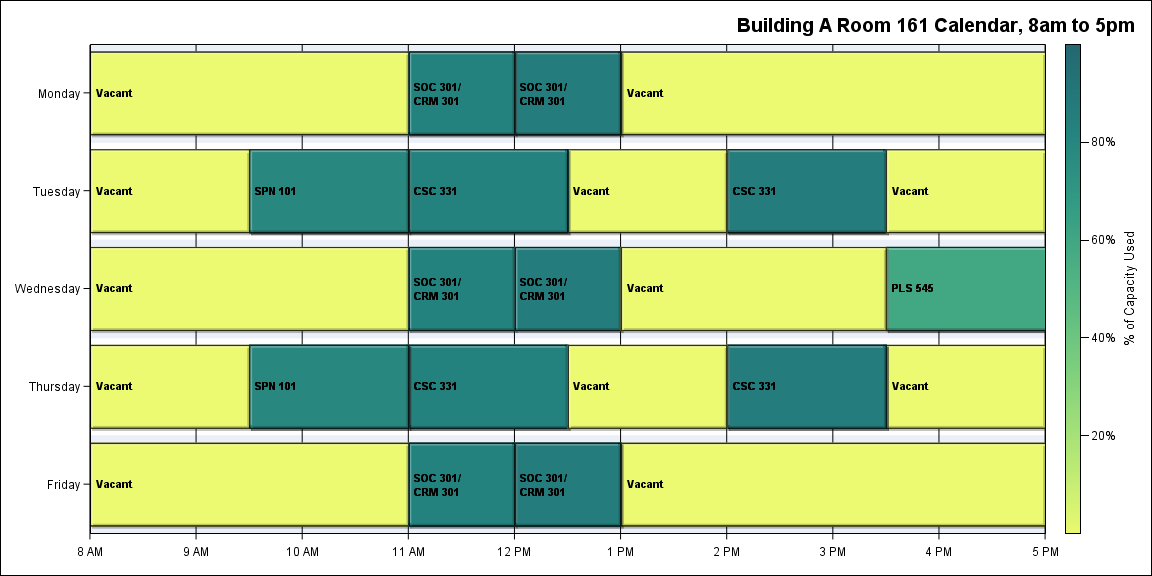 Building A Room 161 Calendar, 8am to 5pm
Monday
Vacant
SOC 301/
CRM 301
SOC 301/
CRM 301
Vacant
Tuesday
Vacant
SPN 101
CSC 331
Vacant
CSC 331
Vacant
Wednesday
Vacant
SOC 301/
CRM 301
SOC 301/
CRM 301
Vacant
PLS 545
Thursday
Vacant
SPN 101
CSC 331
Vacant
CSC 331
Vacant
Friday
Vacant
SOC 301/
CRM 301
SOC 301/
CRM 301
Vacant
8 AM
9 AM
10 AM
11 AM
12 PM
1 PM
2 PM
3 PM
4 PM
5 PM
80%
60%
40%
20%
% of Capacity Used